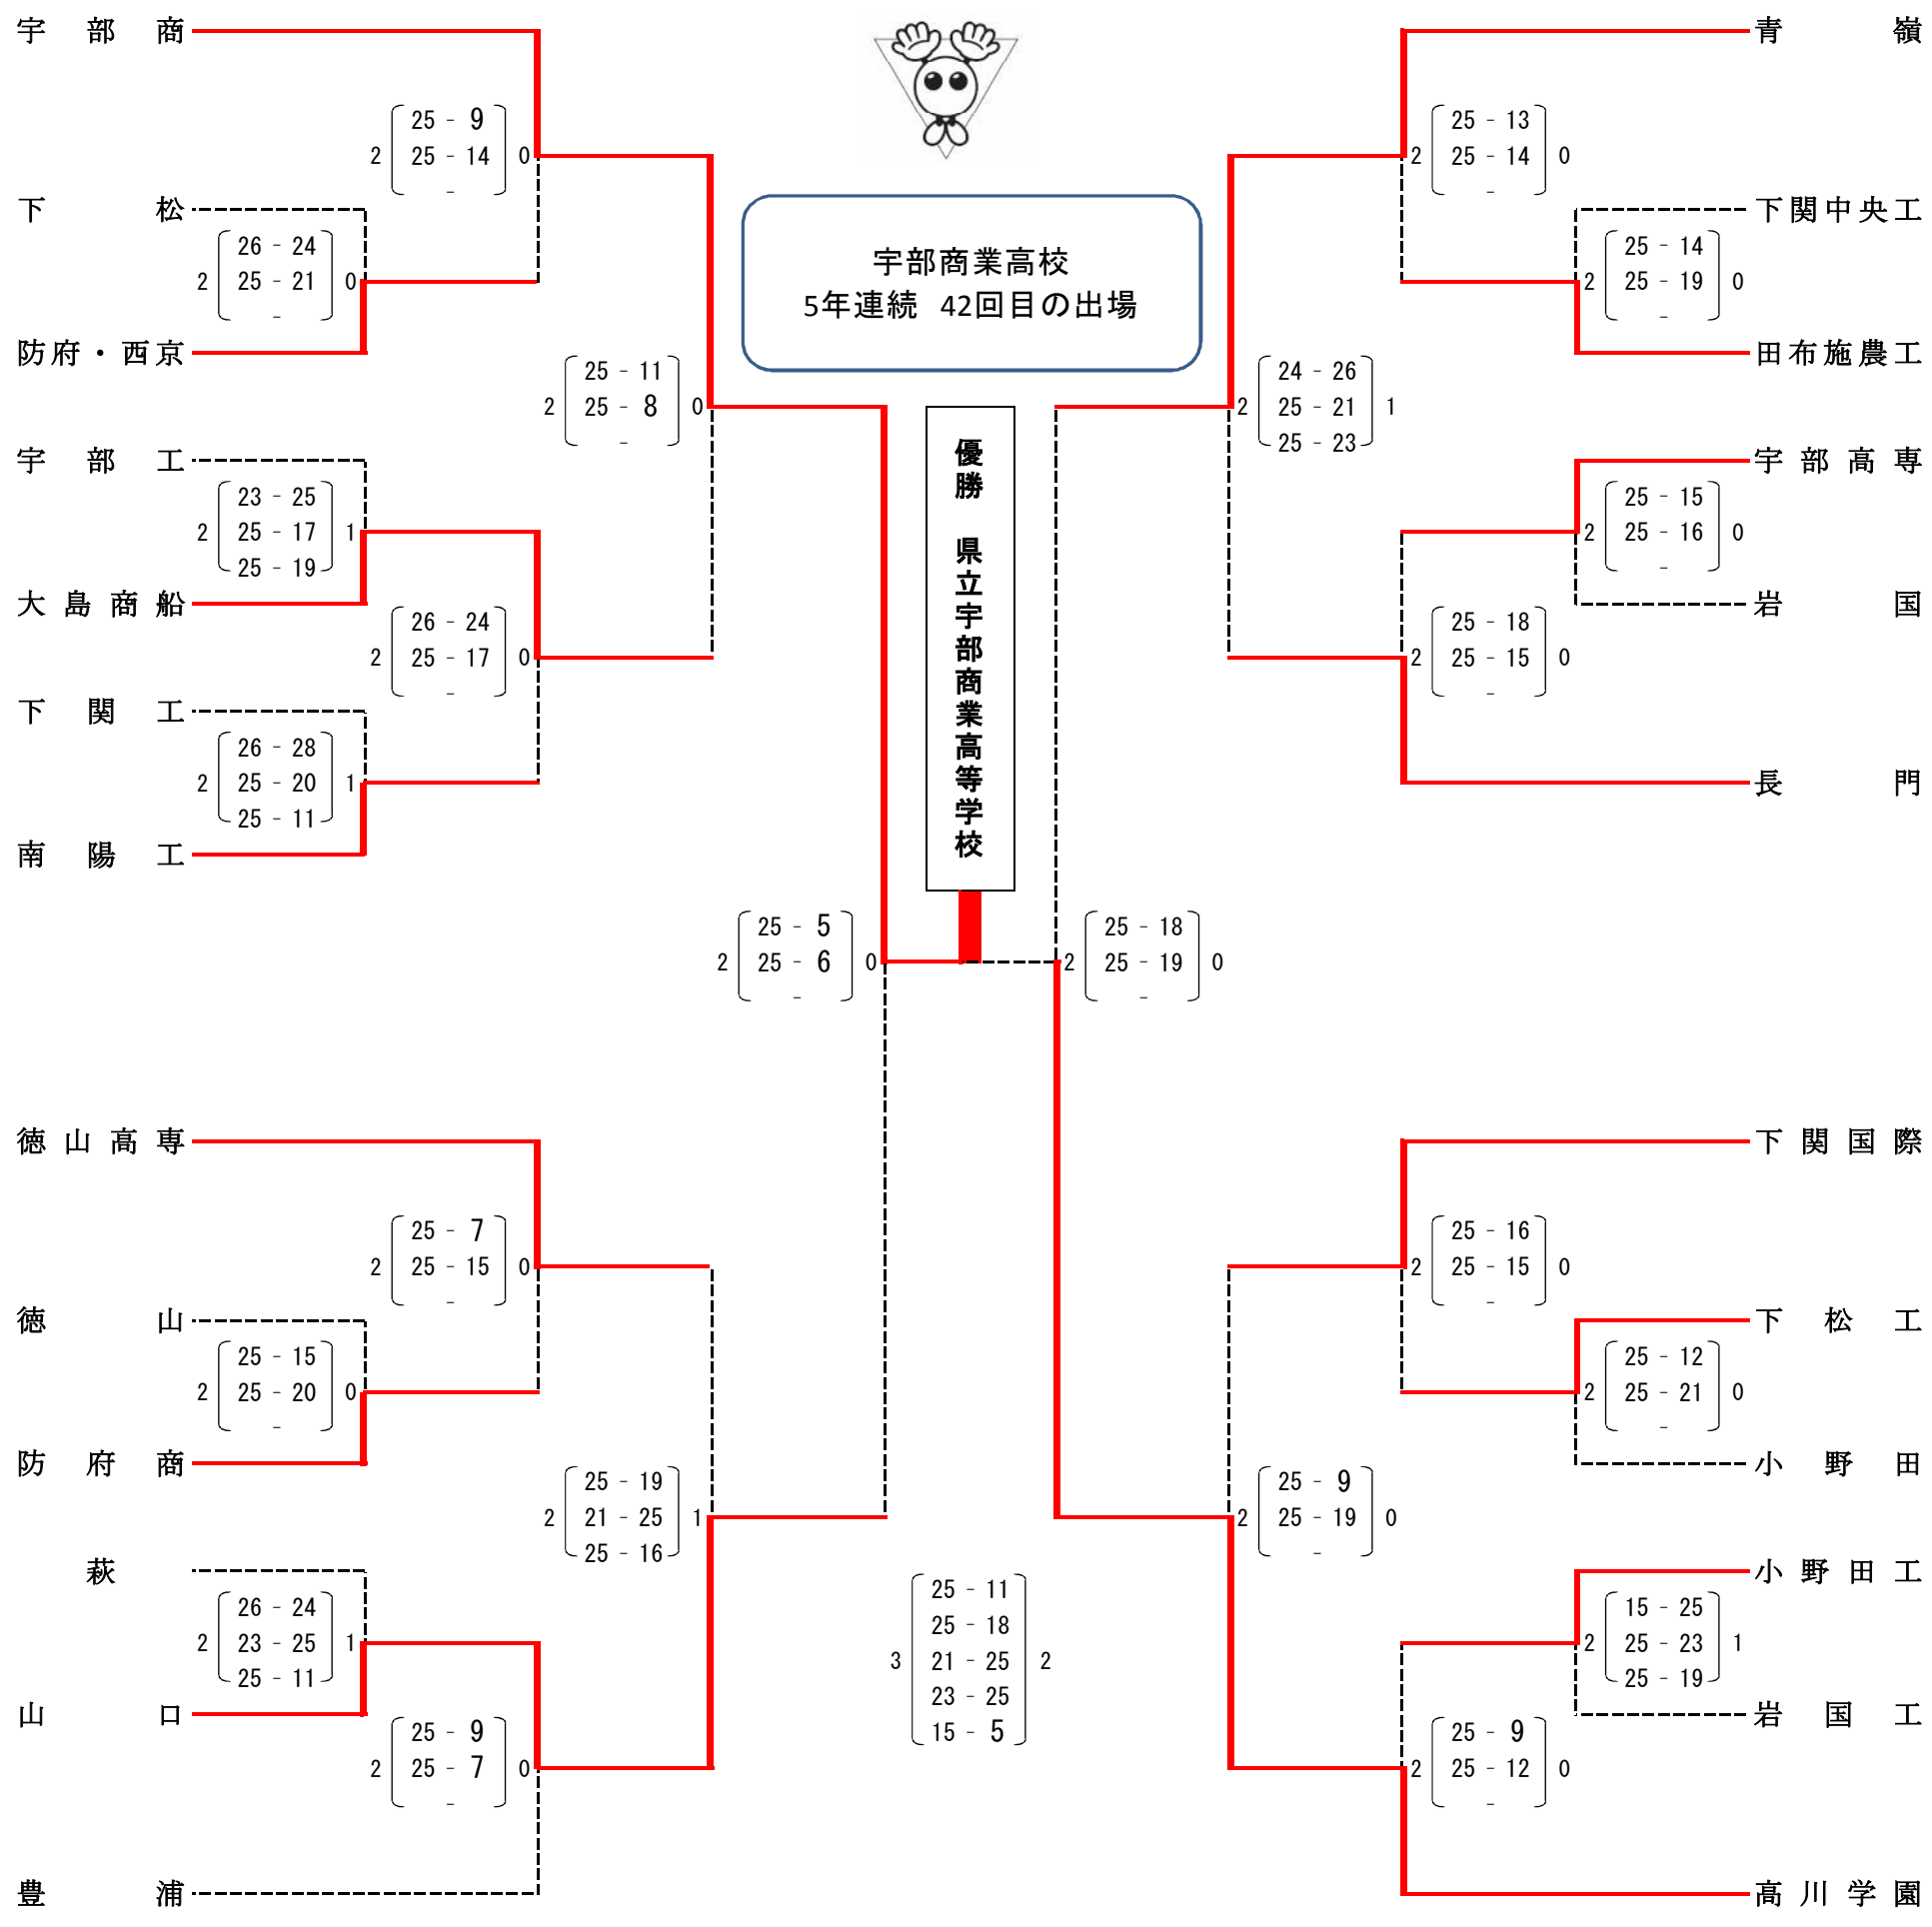 宇部商
2 25 - 9 0
25 - 14
-
下松
2 26 - 24 0
25 - 21
-
防府・西京
2 25 - 11 0
25 - 8
-
宇部工
2 23 - 25 1
25 - 17
25 - 19
大島商船
2 26 - 24 0
25 - 17
-
下関工
2 26 - 28 1
25 - 20
25 - 11
南陽工
2 25 - 5 0
25 - 6
-
徳山高専
2 25 - 7 0
25 - 15
-
徳山
2 25 - 15 0
25 - 20
-
防府商
2 25 - 19 1
21 - 25
25 - 16
萩
2 26 - 24 1
23 - 25
25 - 11
山口
2 25 - 9 0
25 - 7
-
豊浦
宇部商業高校
5年連続 42回目の出場
優勝 県立宇部商業高等学校
3 25 - 11 2
25 - 18
21 - 25
23 - 25
15 - 5
青嶺
2 25 - 13 0
25 - 14
-
下関中央工
2 25 - 14 0
25 - 19
-
田布施農工
2 24 - 26 1
25 - 21
25 - 23
宇部高専
2 25 - 15 0
25 - 16
-
岩国
2 25 - 18 0
25 - 15
-
長門
2 25 - 18 0
25 - 19
-
下関国際
2 25 - 16 0
25 - 15
-
下松工
2 25 - 12 0
25 - 21
-
小野田
2 25 - 9 0
25 - 19
-
小野田工
2 15 - 25 1
25 - 23
25 - 19
岩国工
2 25 - 9 0
25 - 12
-
高川学園